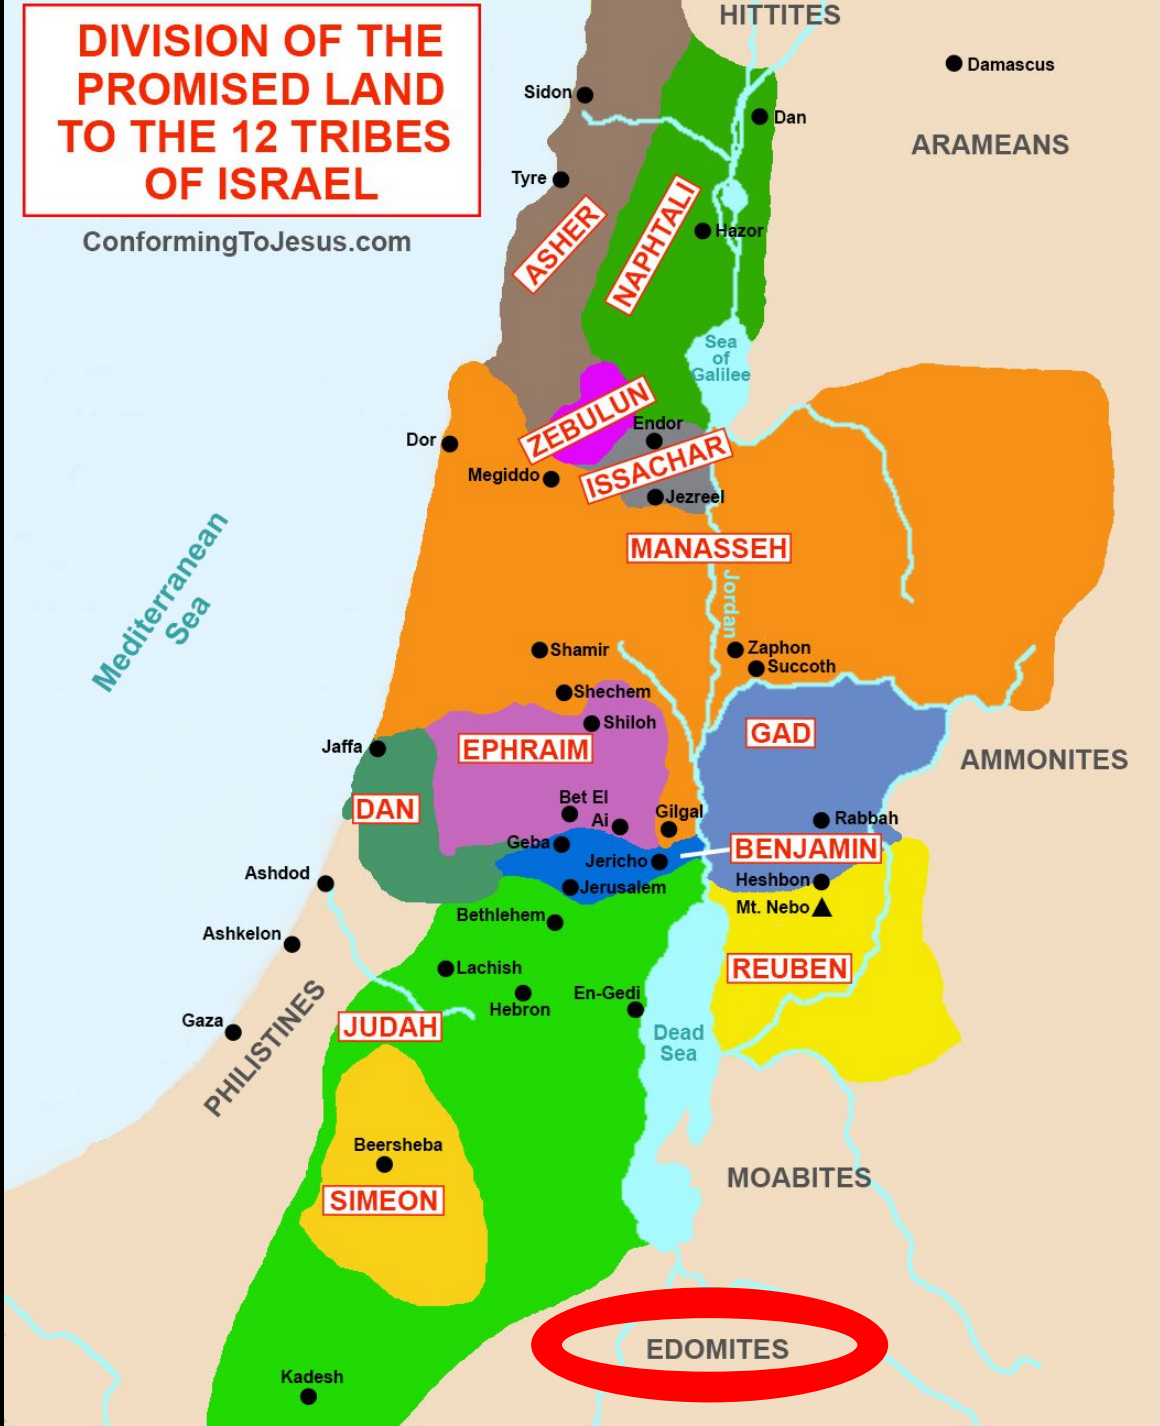 DIVISION OF THE
PROMISED LAND
TO THE 12 TRIBES
OF ISRAEL
ConformingToJesus.com
HITTITES
Damascus
Sidon
Dan
ARAMEANS
Tyre
ASHER
NAPHTALI
Hazor
Sea
of
Galilee
ZEBULUN
Endor
Dor
ISSACHAR
Megiddo
Jezreel
MANASSEH
Mediterranean
Sea
Jordan
Shamir
Zaphon
Succoth
Shechem
Shiloh
GAD
Jaffa
EPHRAIM
AMMONITES
DAN
Bet El
Ai
Gilgal
Rabbah
Geba
BENJAMIN
Jericho
Ashdod
Jerusalem
Heshbon
Mt. Nebo
Bethlehem
Ashkelon
Lachish
REUBEN
Hebron
En-Gedi
Gaza
PHILISTINES
JUDAH
Dead
Sea
Beersheba
SIMEON
MOABITES
EDOMITES
Kadesh